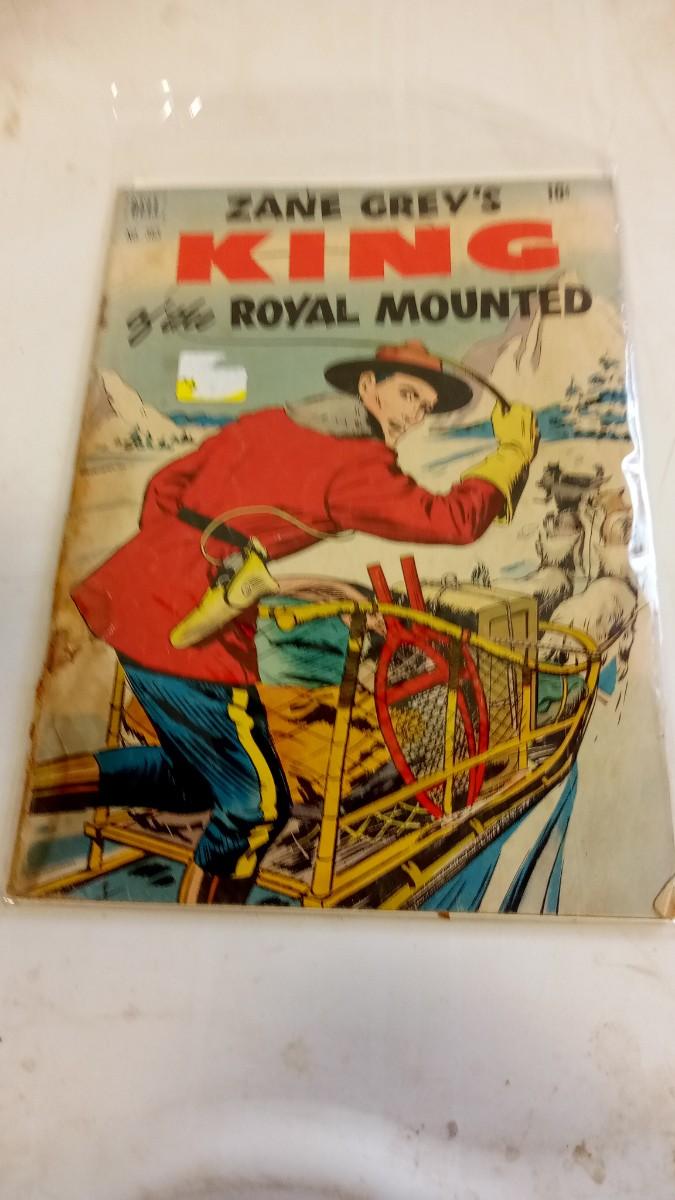 ZANE GREY'S
10¢
KING
of the ROYAL MOUNTED